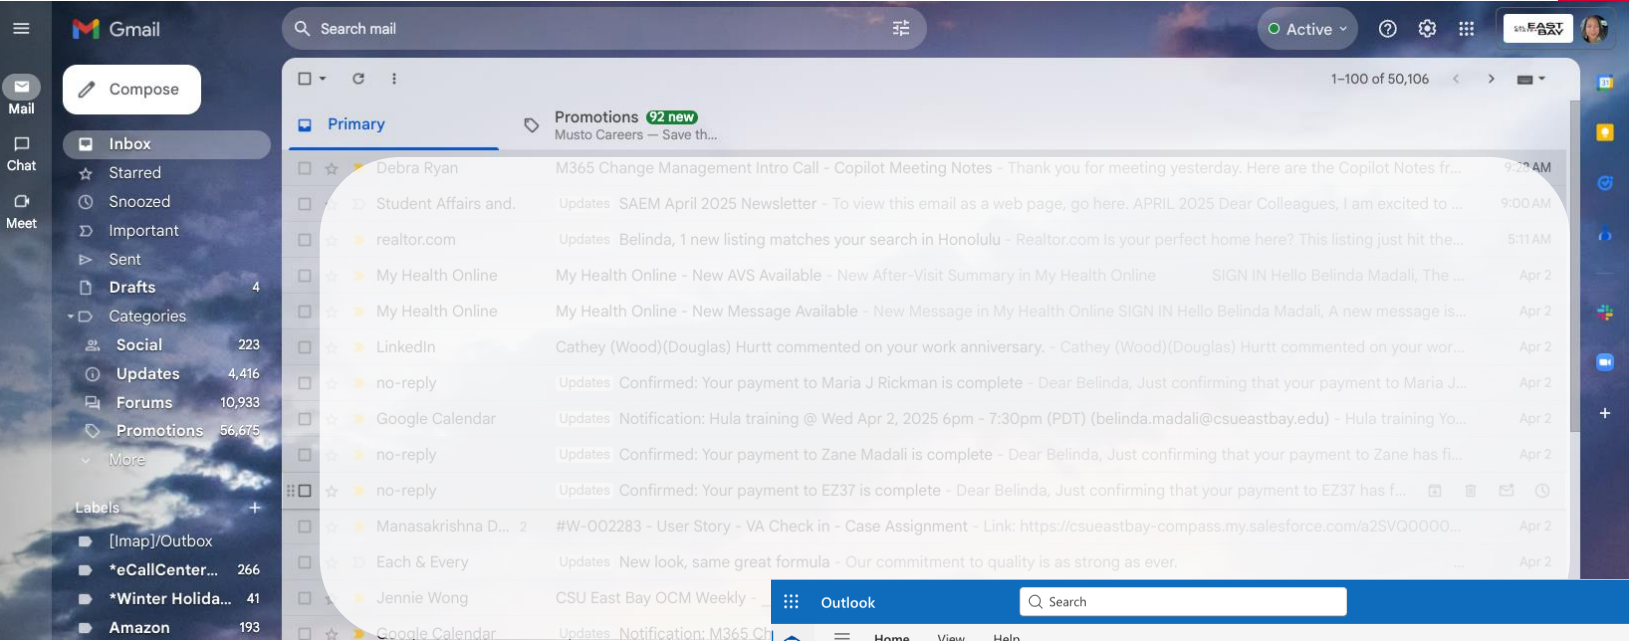 Gmail
Search mail
Active
EAST BAY
Mail
Chat
Meet
Compose
Inbox
Starred
Snoozed
Important
Sent
Drafts 4
Categories
Social 223
Updates 4,416
Forums 10,933
Promotions 56,675
More
Labels
[Imap]/Outbox
*eCallCenter... 266
*Winter Holida... 41
Amazon 193
1–100 of 50,106
Primary
Promotions 92 new
Musto Careers — Save th...
Debra Ryan M365 Change Management Intro Call - Copilot Meeting Notes - Thank you for meeting yesterday. Here are the Copilot Notes fr... 9:28 AM
Student Affairs and. Updates SAEM April 2025 Newsletter - To view this email as a web page, go here. APRIL 2025 Dear Colleagues, I am excited to ... 9:00 AM
realtor.com Updates Belinda, 1 new listing matches your search in Honolulu - Realtor.com Is your perfect home here? This listing just hit the... 5:11 AM
My Health Online My Health Online - New AVS Available - New After-Visit Summary in My Health Online SIGN IN Hello Belinda Madali, The ... Apr 2
My Health Online My Health Online - New Message Available - New Message in My Health Online SIGN IN Hello Belinda Madali, A new message is... Apr 2
LinkedIn Cathey (Wood)(Douglas) Hurtt commented on your work anniversary. - Cathey (Wood)(Douglas) Hurtt commented on your wor... Apr 2
no-reply Updates Confirmed: Your payment to Maria J Rickman is complete - Dear Belinda, Just confirming that your payment to Maria J... Apr 2
Google Calendar Updates Notification: Hula training @ Wed Apr 2, 2025 6pm - 7:30pm (PDT) (belinda.madali@csueastbay.edu) - Hula training Yo... Apr 2
no-reply Updates Confirmed: Your payment to Zane Madali is complete - Dear Belinda, Just confirming that your payment to Zane has fi... Apr 2
no-reply Updates Confirmed: Your payment to EZ37 is complete - Dear Belinda, Just confirming that your payment to EZ37 has f...
Manasakrishna D... 2 #W-002283 - User Story - VA Check in - Case Assignment - Link: https://csueastbay-compass.my.salesforce.com/a2SVQ0000... Apr 2
Each & Every Updates New look, same great formula - Our commitment to quality is as strong as ever. ... Apr 2
Jennie Wong CSU East Bay OCM Weekly -
Google Calendar Updates Notification: M365 Ch
Outlook
Search
Home View Help